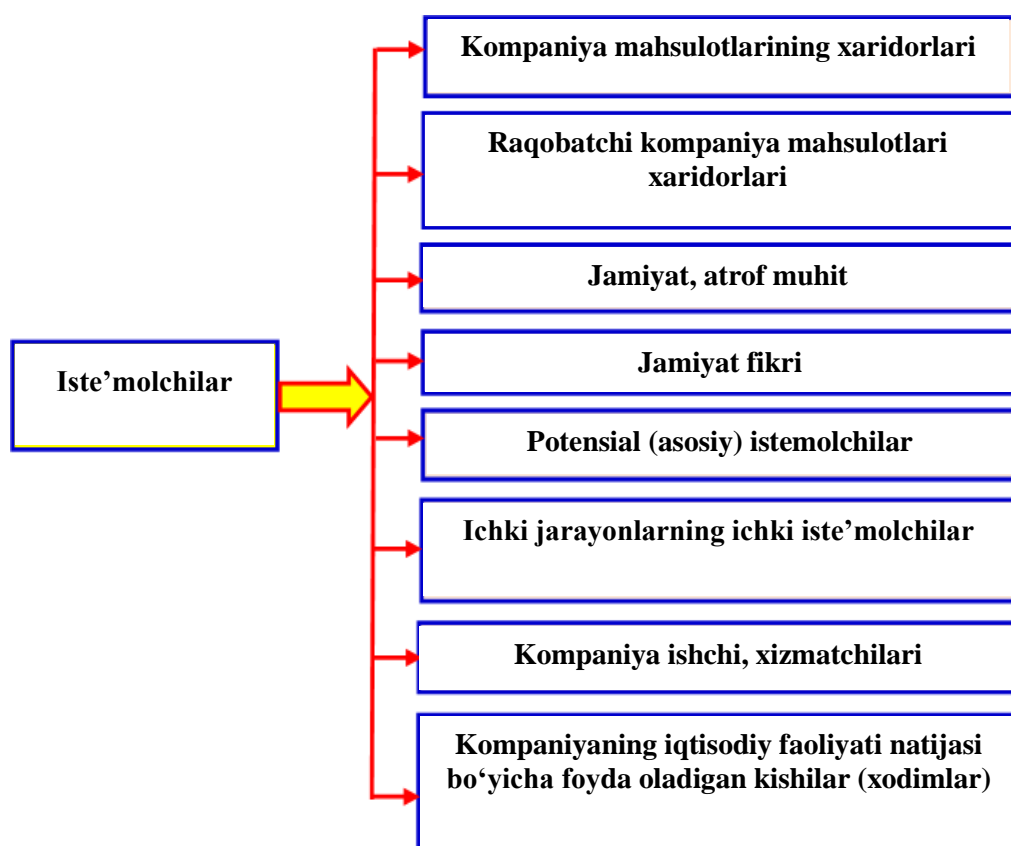 Kompaniya mahsulotlarining xaridorlari
Raqobatchi kompaniya mahsulotlari
xaridorlari
Jamiyat, atrof muhit
Jamiyat fikri
Iste’molchilar
Potensial (asosiy) istemolchilar
Ichki jarayonlarning ichki iste’molchilar
Kompaniya ishchi, xizmatchilari
Kompaniyaning iqtisodiy faoliyati natijasi
bo‘yicha foyda oladigan kishilar (xodimlar)